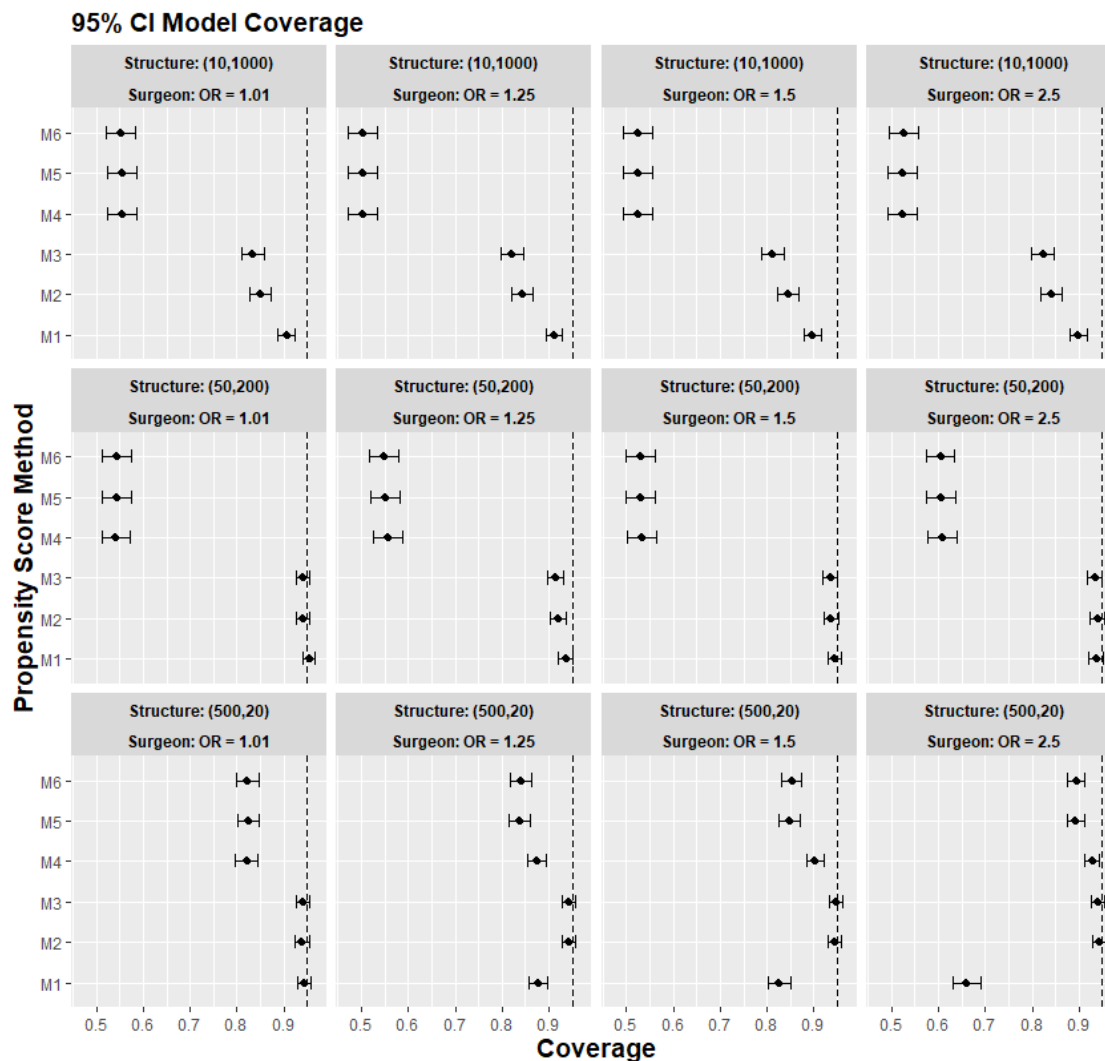 95% CI Model Coverage
Structure: (10,1000)
Surgeon: OR = 1.01
Structure: (10,1000)
Surgeon: OR = 1.25
Structure: (10,1000)
Surgeon: OR = 1.5
Structure: (10,1000)
Surgeon: OR = 2.5
M6
M5
M4
M3
M2
M1
Structure: (50,200)
Surgeon: OR = 1.01
Structure: (50,200)
Surgeon: OR = 1.25
Structure: (50,200)
Surgeon: OR = 1.5
Structure: (50,200)
Surgeon: OR = 2.5
M6
M5
M4
M3
M2
M1
Structure: (500,20)
Surgeon: OR = 1.01
Structure: (500,20)
Surgeon: OR = 1.25
Structure: (500,20)
Surgeon: OR = 1.5
Structure: (500,20)
Surgeon: OR = 2.5
M6
M5
M4
M3
M2
M1
Propensity Score Method
0.5 0.6 0.7 0.8 0.9 0.5 0.6 0.7 0.8 0.9 0.5 0.6 0.7 0.8 0.9 0.5 0.6 0.7 0.8 0.9
Coverage